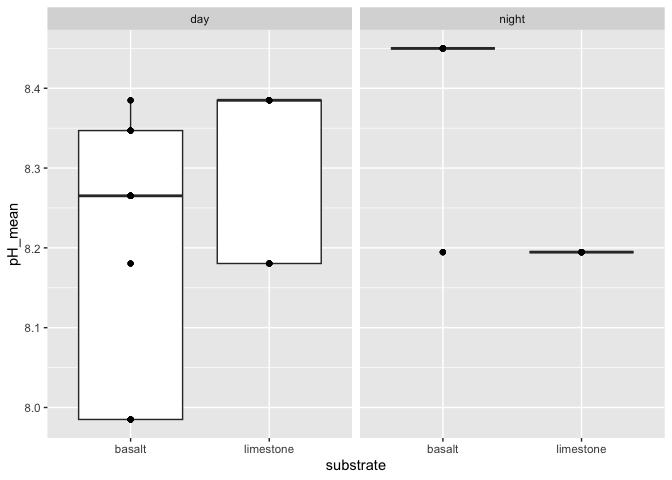 day
night
pH_mean
8.4
8.3
8.2
8.1
8.0
basalt
limestone
basalt
limestone
substrate